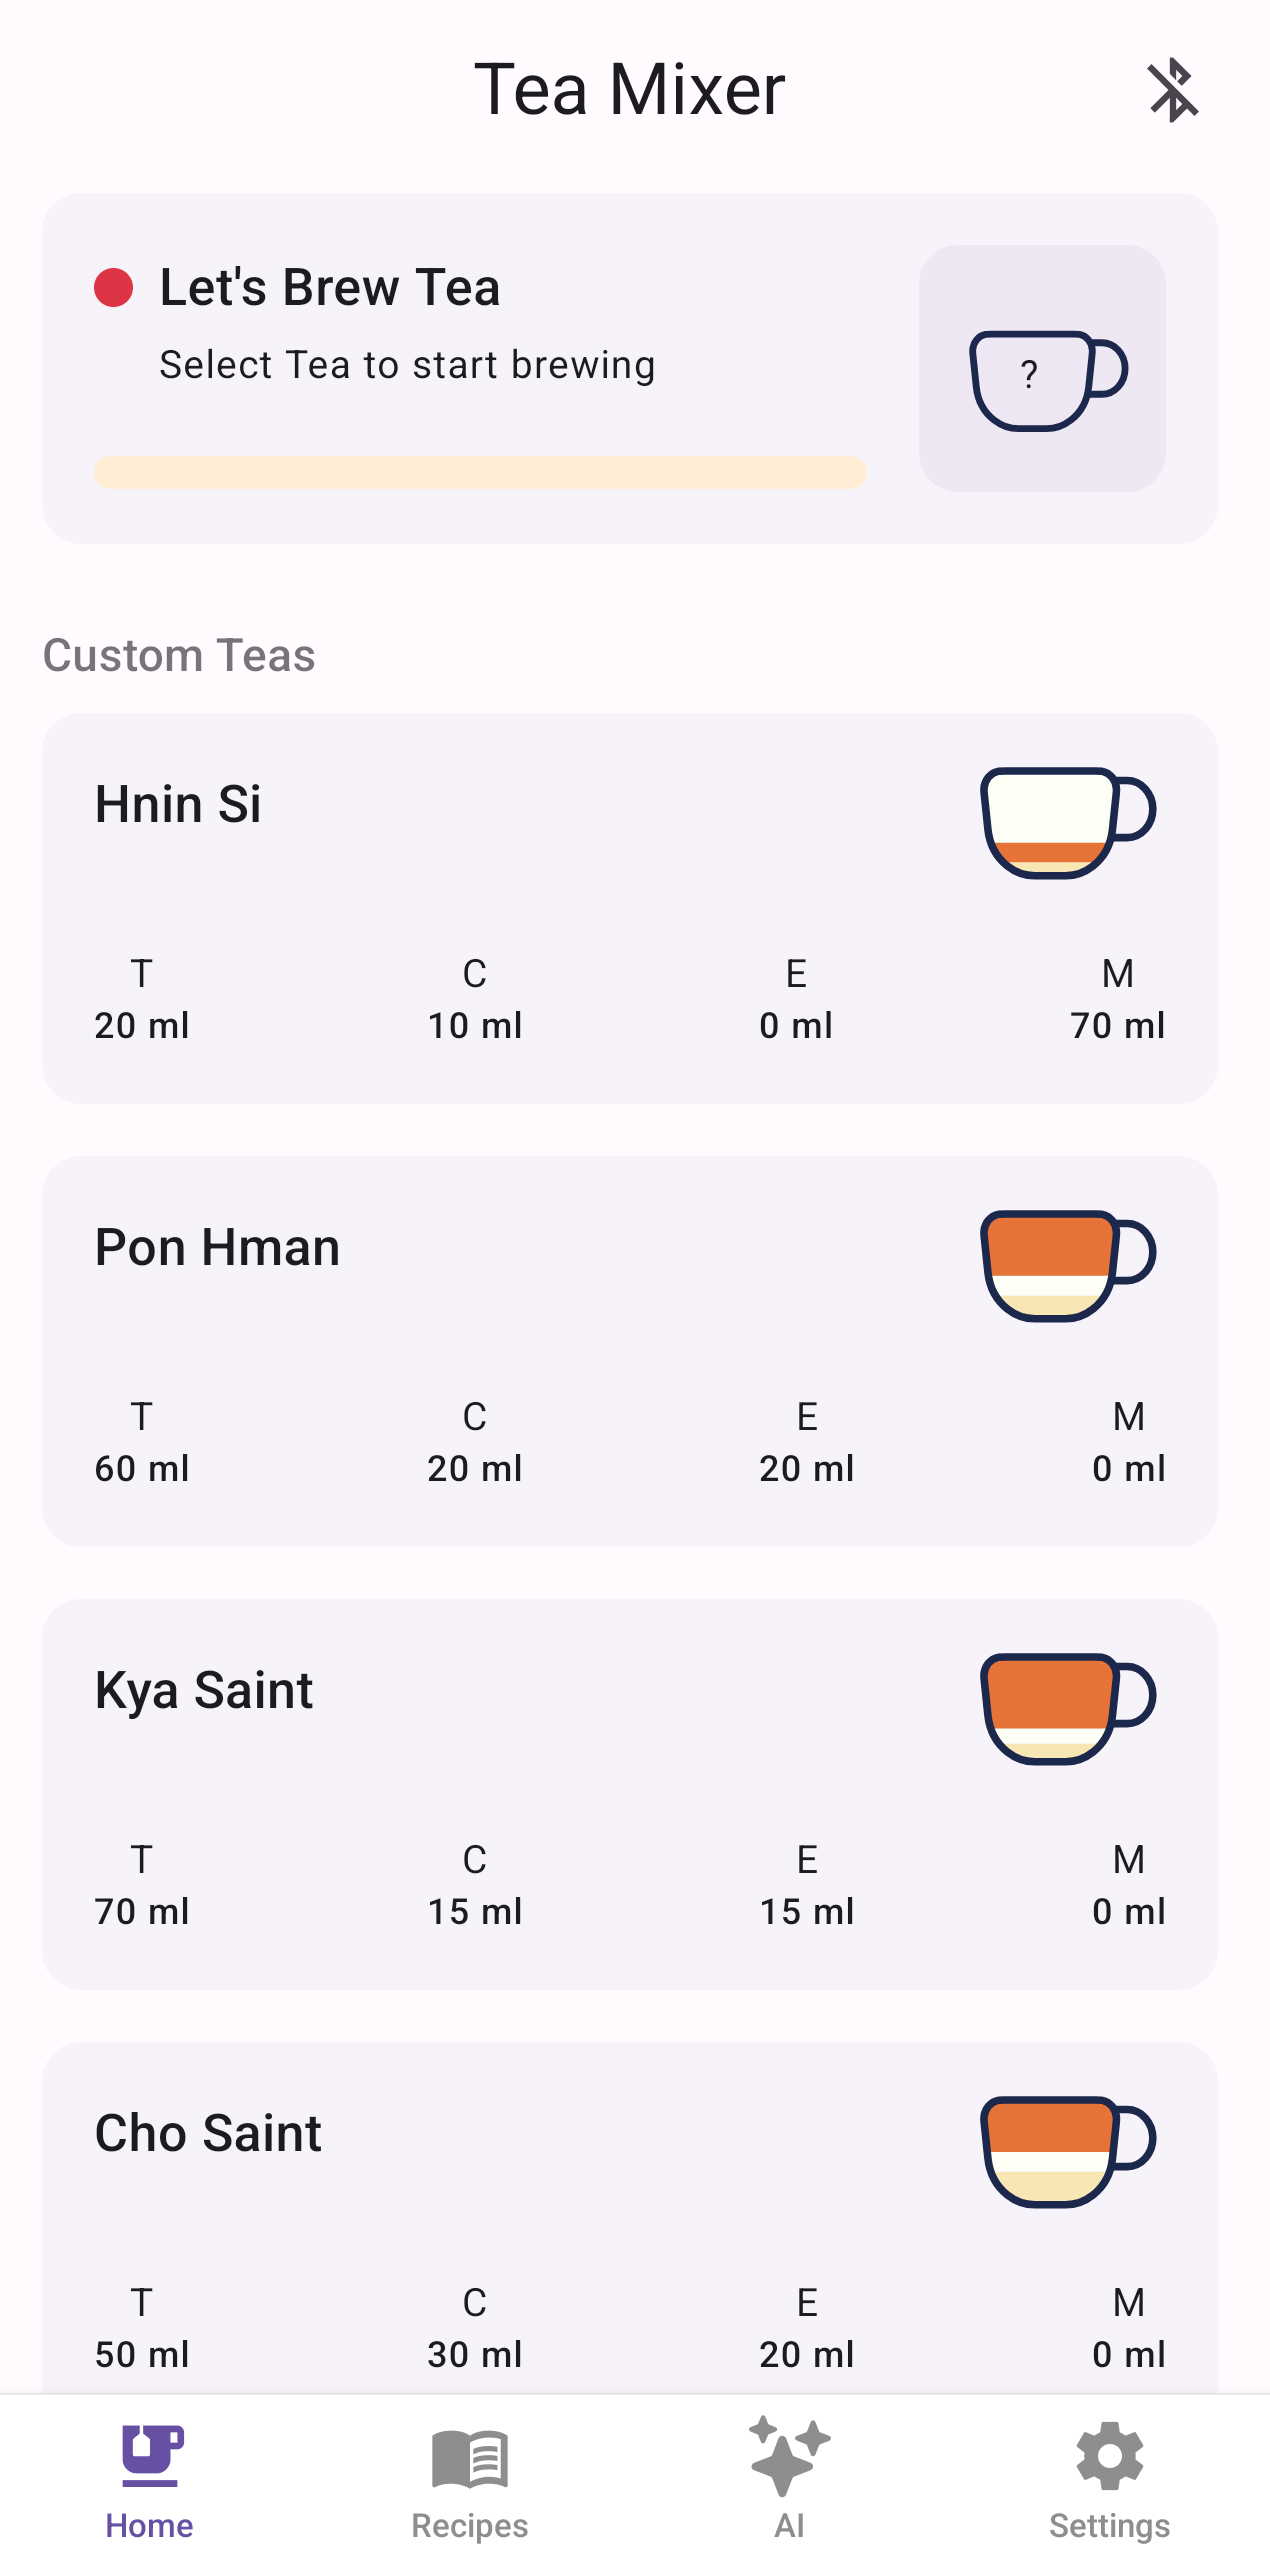 Tea Mixer
Let's Brew Tea
Select Tea to start brewing
?
Custom Teas
Hnin Si
T C E M
20 ml 10 ml 0 ml 70 ml
Pon Hman
T C E M
60 ml 20 ml 20 ml 0 ml
Kya Saint
T C E M
70 ml 15 ml 15 ml 0 ml
Cho Saint
T C E M
50 ml 30 ml 20 ml 0 ml
Home Recipes AI Settings